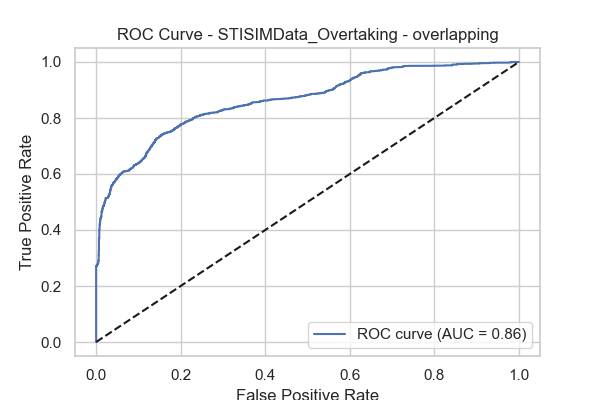 ROC Curve - STISIMData_Overtaking - overlapping
True Positive Rate
1.0
0.8
0.6
0.4
0.2
0.0
ROC curve (AUC = 0.86)
0.0 0.2 0.4 0.6 0.8 1.0
False Positive Rate